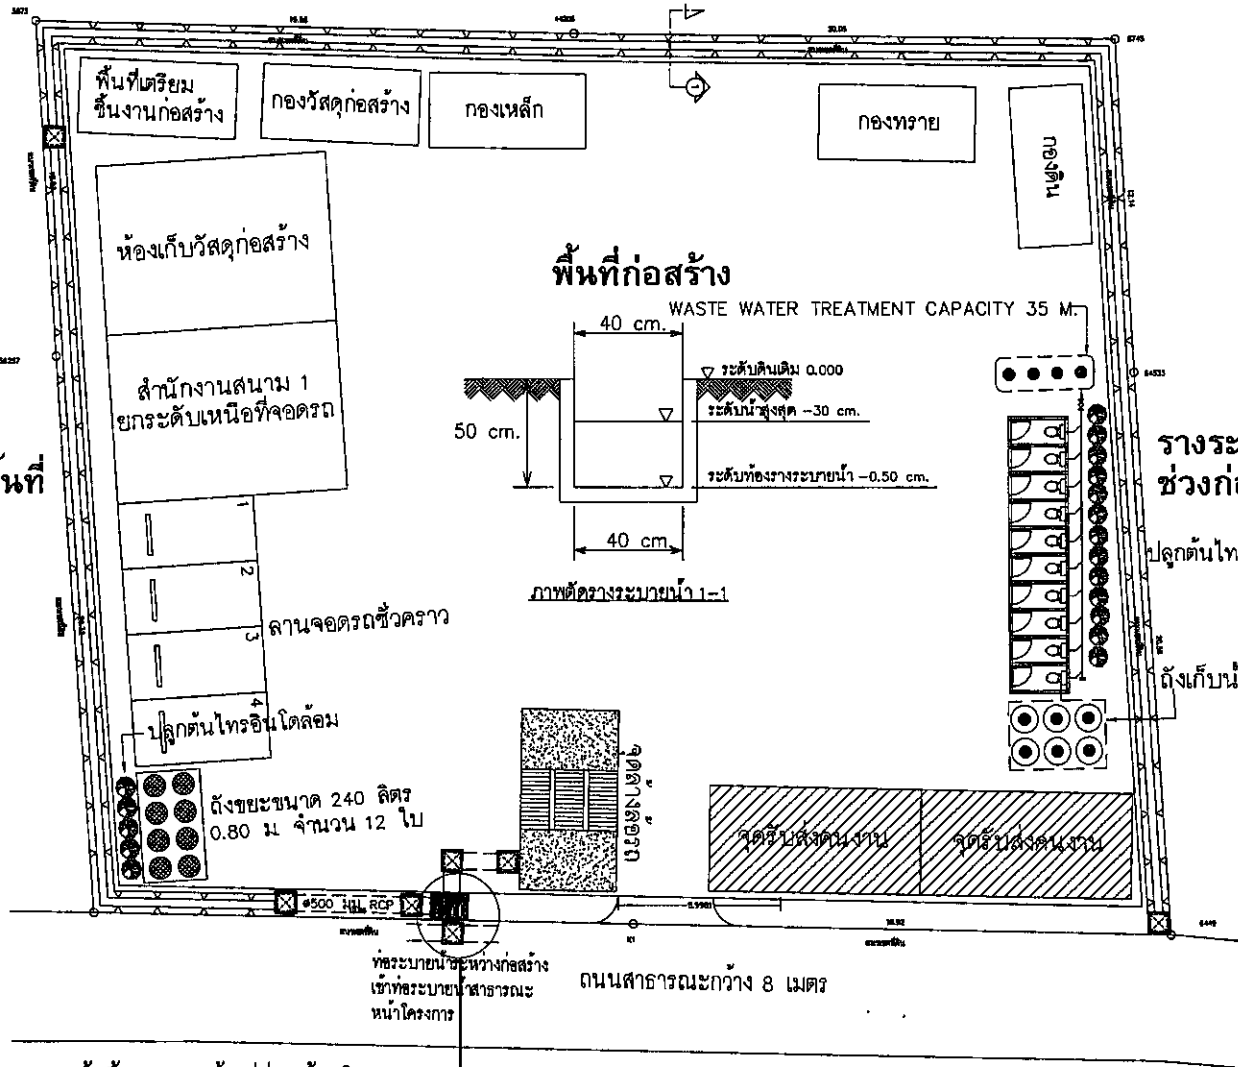 5873
30.05
5745
พื้นที่เตรียม
ชิ้นงานก่อสร้าง
กองวัสดุก่อสร้าง
กองเหล็ก
กองทราย
กองดิน
1
ห้องเก็บวัสดุก่อสร้าง
พื้นที่ก่อสร้าง
WASTE WATER TREATMENT CAPACITY 35 M.
40 cm.
ระดับดินเดิม 0.000
สำนักงานสนาม 1
ยกระดับเหนือที่จอดรถ
50 cm.
ระดับน้ำสูงสุด -30 cm.
ระดับท้องรางระบายน้ำ -0.50 cm.
40 cm.
ภาพตัดรางระบายน้ำ 1-1
รางระ
ช่วงก่
นที่
ปลูกต้นไท
1
2
3
4
ลานจอดรถชั่วคราว
ถังเก็บน้
ปลูกต้นไทรอินโดล้อม
ถังขยะขนาด 240 ลิตร
0.80 ม. จำนวน 12 ใบ
จุดล้างล้อรถ
จุดรับส่งคนงาน
จุดรับส่งคนงาน
ø500 มม. RCP
16.92
6449
ท่อระบายน้ำระหว่างก่อสร้าง
เข้าท่อระบายน้ำสาธารณะ
หน้าโครงการ
ถนนสาธารณะกว้าง 8 เมตร